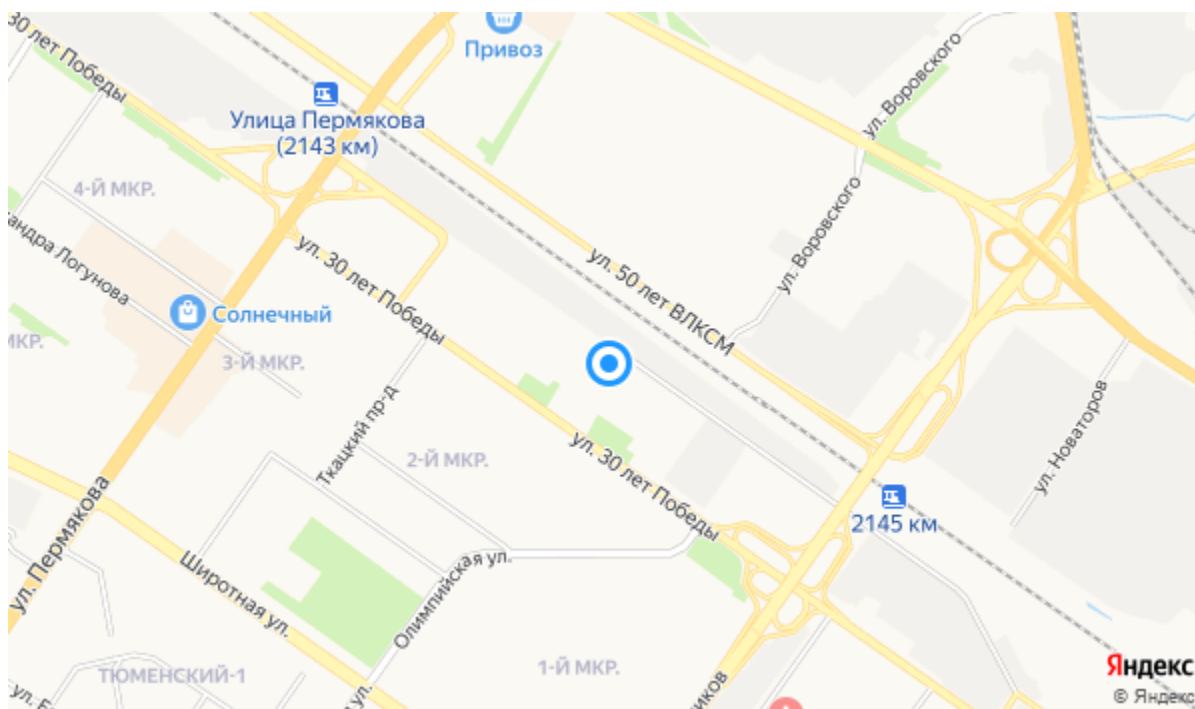 30 лет Победы
Привоз
ул. Воровского
Улица Пермякова
(2143 км)
4-Й МКР.
ул. Воровского
ул. 30 лет Победы
ул. 50 лет ВЛКСМ
Логунова
Солнечный
МКР.
3-Й МКР.
Ткацкий пр-д
ул. Новаторов
2-Й МКР.
ул. 30 лет Победы
2145 км
ул. Пермякова
Широтная ул.
Олимпийская ул.
ТЮМЕНСКИЙ-1
1-Й МКР.
Яндекс
© Яндекс